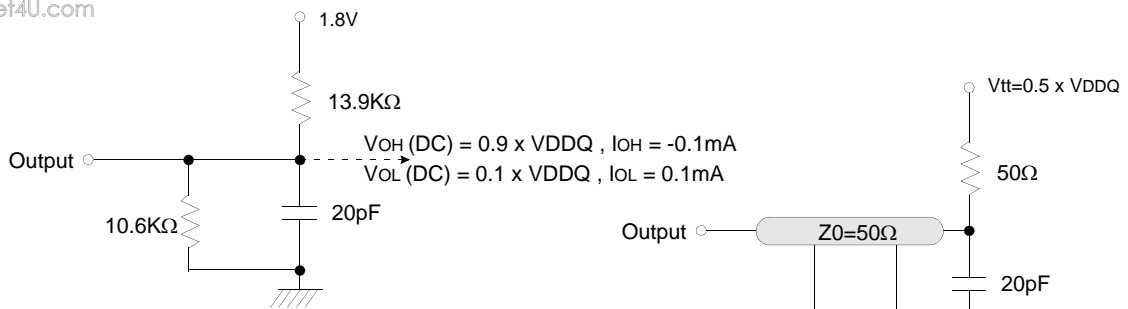 et4U.com
1.8V
13.9KΩ
VOH (DC) = 0.9 x VDDQ , IOH = -0.1mA
VOL (DC) = 0.1 x VDDQ , IOL = 0.1mA
Output
10.6KΩ
20pF
Vtt=0.5 x VDDQ
50Ω
Output
Z0=50Ω
20pF